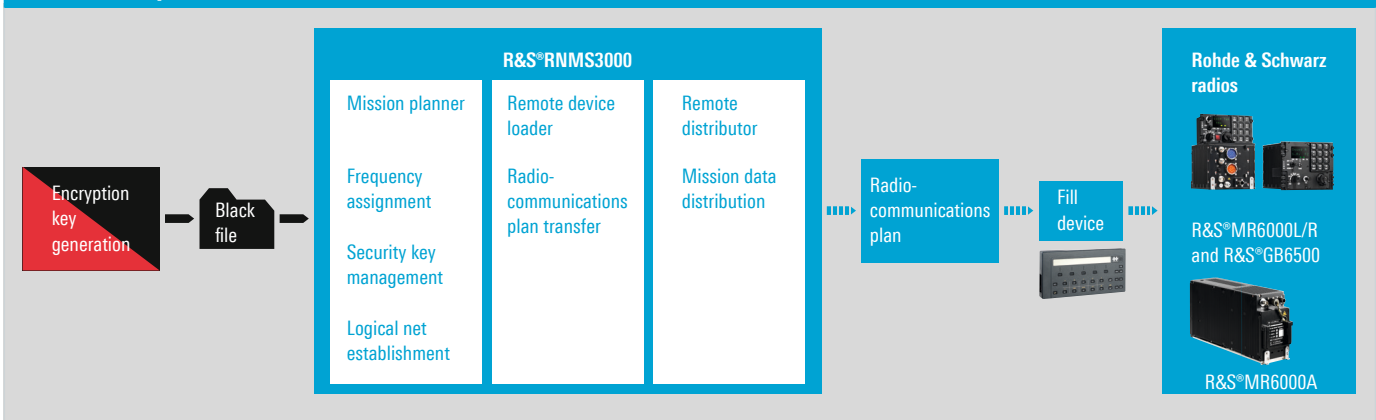 Encryption
key
generation
Black
file
R&S®RNMS3000
Mission planner
Frequency
assignment
Security key
management
Logical net
establishment
Remote device
loader
Radio-
communications
plan transfer
Remote
distributor
Mission data
distribution
Radio-
communications
plan
Fill
device
Rohde & Schwarz
radios
R&S®MR6000L/R
and R&S®GB6500
R&S®MR6000A